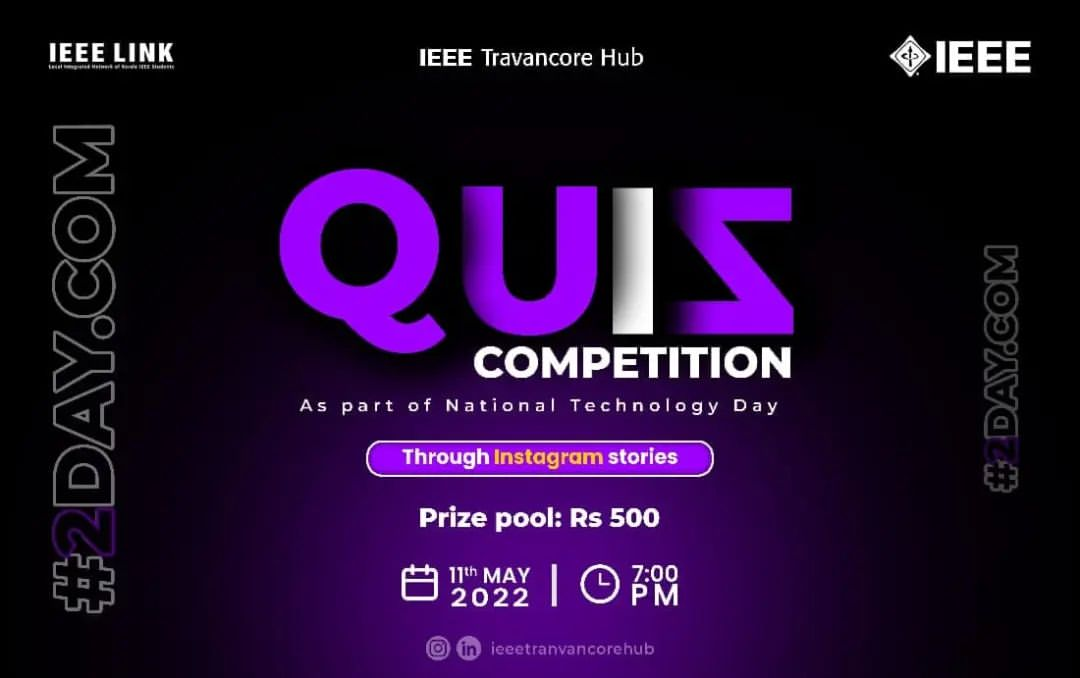 IEEE LINK
Local Integrated Network of Kerala IEEE Students
IEEE Travancore Hub
IEEE
#2DAY.COM
QUIZ
COMPETITION
As part of National Technology Day
Through Instagram stories
Prize pool: Rs 500
11th MAY
2022
7:00
PM
ieeetranvancorehub
#2DAY.COM